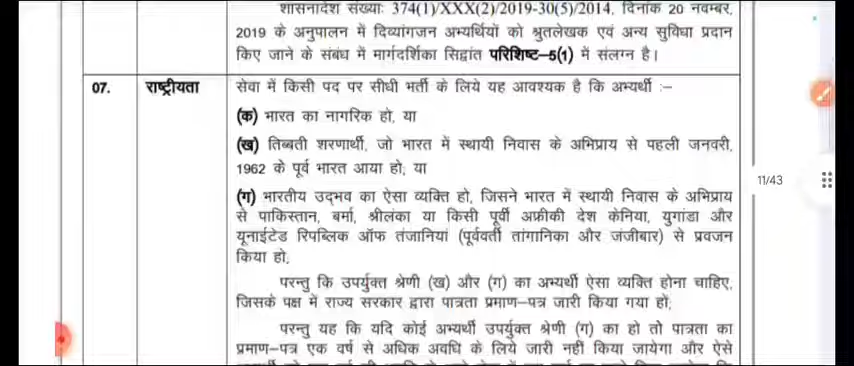 शासनादेश संख्याः 374(1)/XXX(2)/2019-30(5)/2014, दिनांक 20 नवम्बर,
2019 के अनुपालन में दिव्यांगजन अभ्यर्थियों को श्रुतलेखक एवं अन्य सुविधा प्रदान
किए जाने के संबंध में मार्गदर्शिका सिद्वांत परिशिष्ट–5(1) में संलग्न है।
07. राष्ट्रीयता सेवा में किसी पद पर सीधी भर्ती के लिये यह आवश्यक है कि अभ्यर्थी :–
(क) भारत का नागरिक हो, या
(ख) तिब्बती शरणार्थी, जो भारत में स्थायी निवास के अभिप्राय से पहली जनवरी,
1962 के पूर्व भारत आया हो; या
11/43
(ग) भारतीय उद्भव का ऐसा व्यक्ति हो, जिसने भारत में स्थायी निवास के अभिप्राय
से पाकिस्तान, बर्मा, श्रीलंका या किसी पूर्वी अफ्रीकी देश केनिया, युगांडा और
यूनाईटेड रिपब्लिक ऑफ तंजानियां (पूर्ववर्ती तांगानिका और जंजीबार) से प्रवजन
किया हो;
परन्तु कि उपर्युक्त श्रेणी (ख) और (ग) का अभ्यर्थी ऐसा व्यक्ति होना चाहिए,
जिसके पक्ष में राज्य सरकार द्वारा पात्रता प्रमाण–पत्र जारी किया गया हो;
परन्तु यह कि यदि कोई अभ्यर्थी उपर्युक्त श्रेणी (ग) का हो तो पात्रता का
प्रमाण–पत्र एक वर्ष से अधिक अवधि के लिये जारी नहीं किया जायेगा और ऐसे